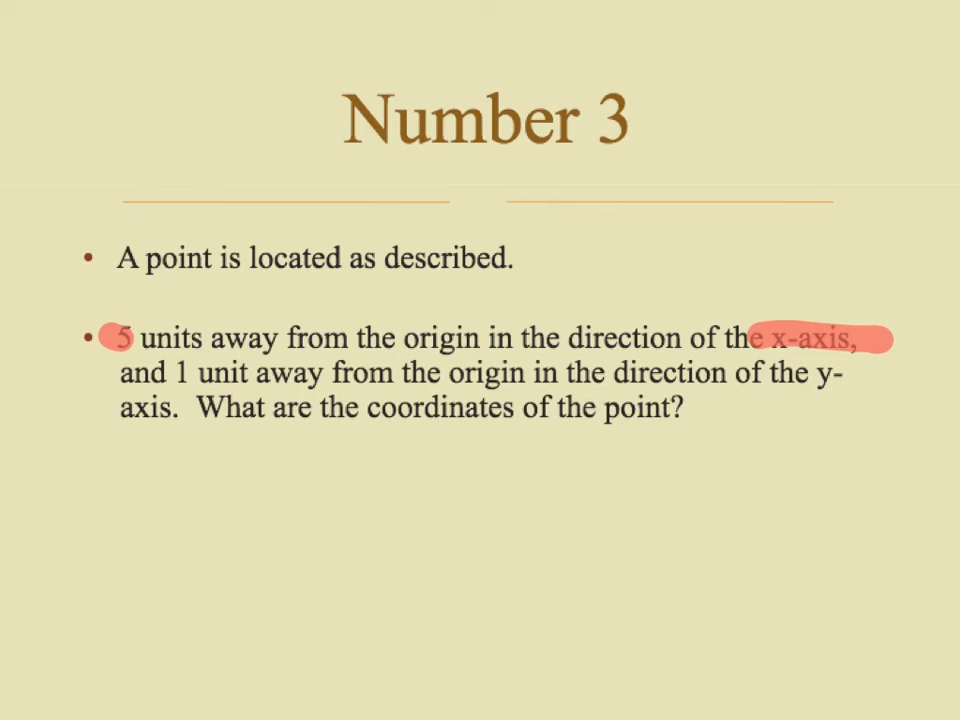 Number 3
• A point is located as described.
• 5 units away from the origin in the direction of the x-axis,
and 1 unit away from the origin in the direction of the y-
axis.  What are the coordinates of the point?